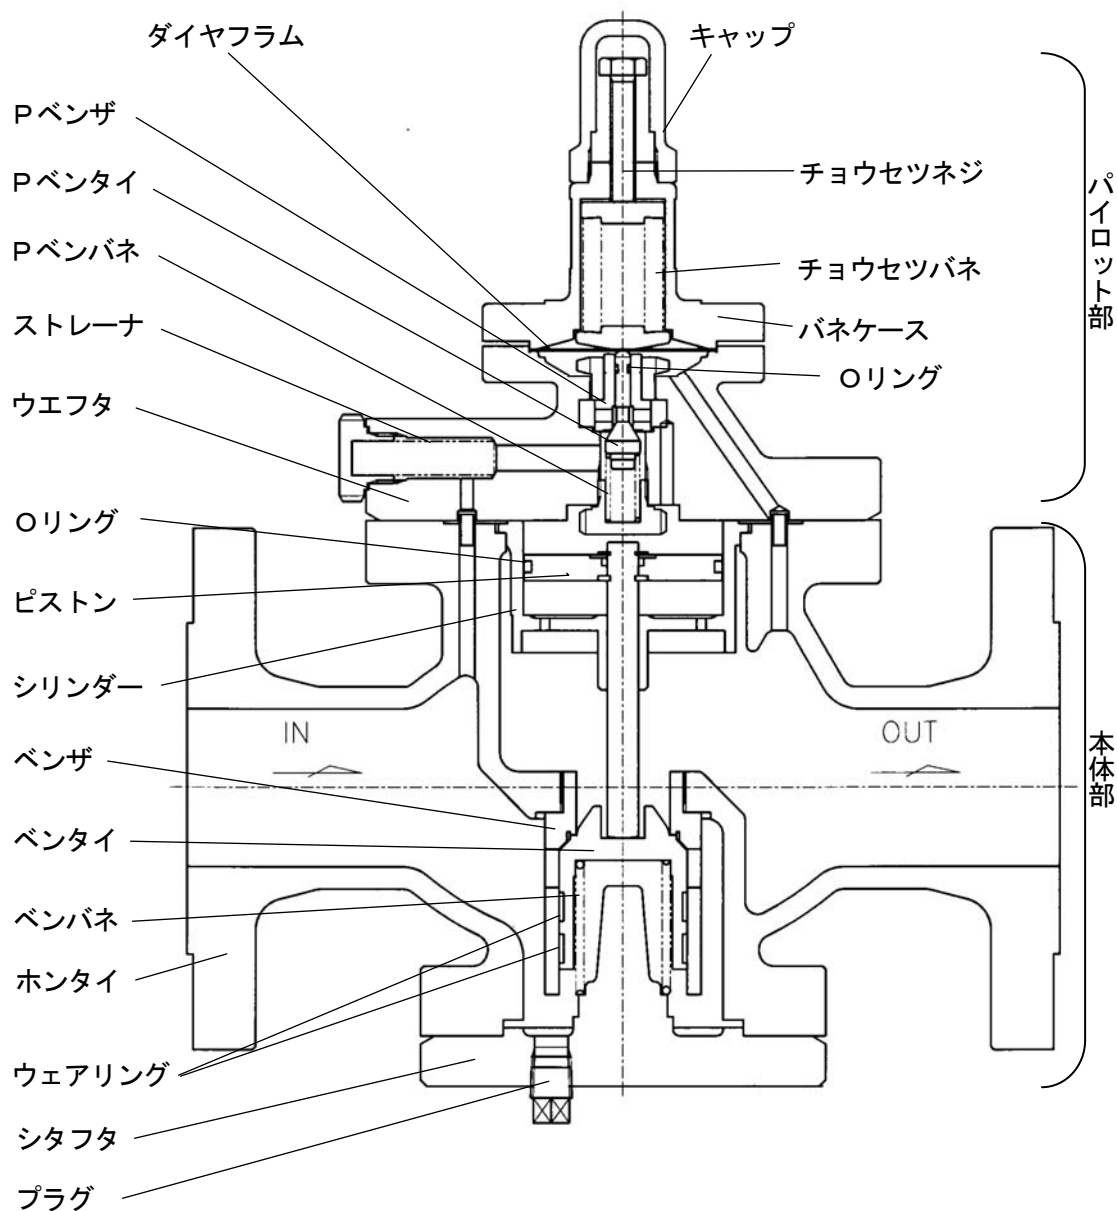 ダイヤフラム
キャップ
Pベンザ
Pベンタイ
Pベンバネ
ストレーナ
ウエフタ
Oリング
ピストン
シリンダー
ベンザ
ベンタイ
ベンバネ
ホンタイ
ウェアリング
シタフタ
プラグ
チョウセツネジ
チョウセツバネ
バネケース
Oリング
パイロット部
本体部
IN
OUT